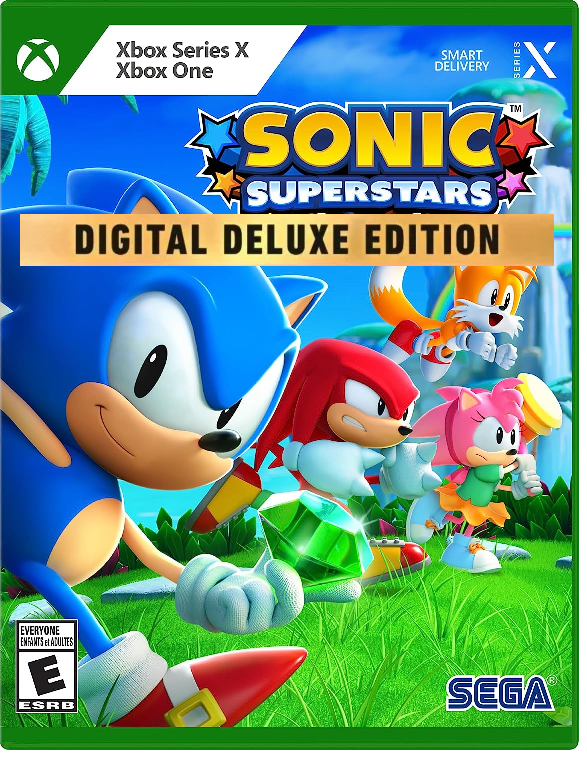 Xbox Series X
Xbox One
SMART
DELIVERY
SERIES
X
SONIC
TM
SUPERSTARS
DIGITAL DELUXE EDITION
EVERYONE
ENFANTS et ADULTES
E
ESRB
SEGA®